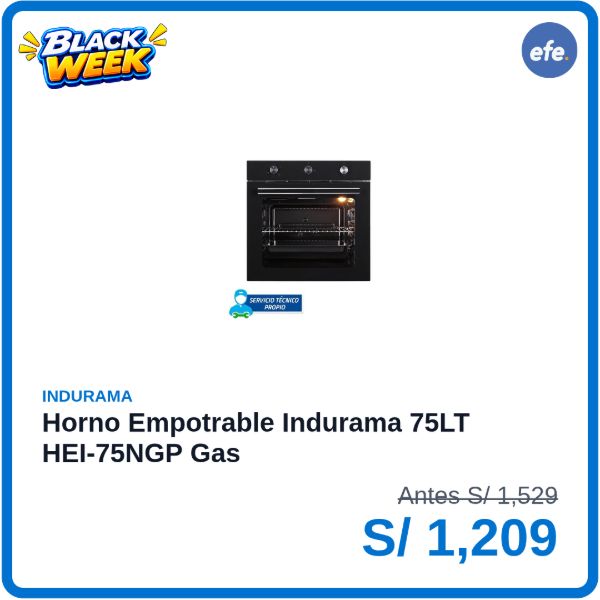 BLACK
WEEK
efe.
SERVICIO TÉCNICO
PROPIO
INDURAMA
Horno Empotrable Indurama 75LT
HEI-75NGP Gas
Antes S/ 1,529
S/ 1,209